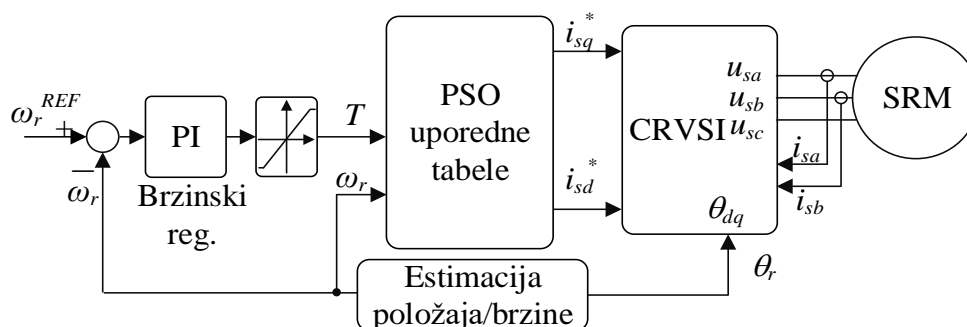 ω_r^REF
+
−
ω_r
PI
Brzinski
reg.
T
ω_r
PSO
uporedne
tabele
i_sq^*
i_sd^*
CRVSI
u_sa
u_sb
u_sc
i_sa
i_sb
θ_dq
θ_r
SRM
Estimacija
položaja/brzine